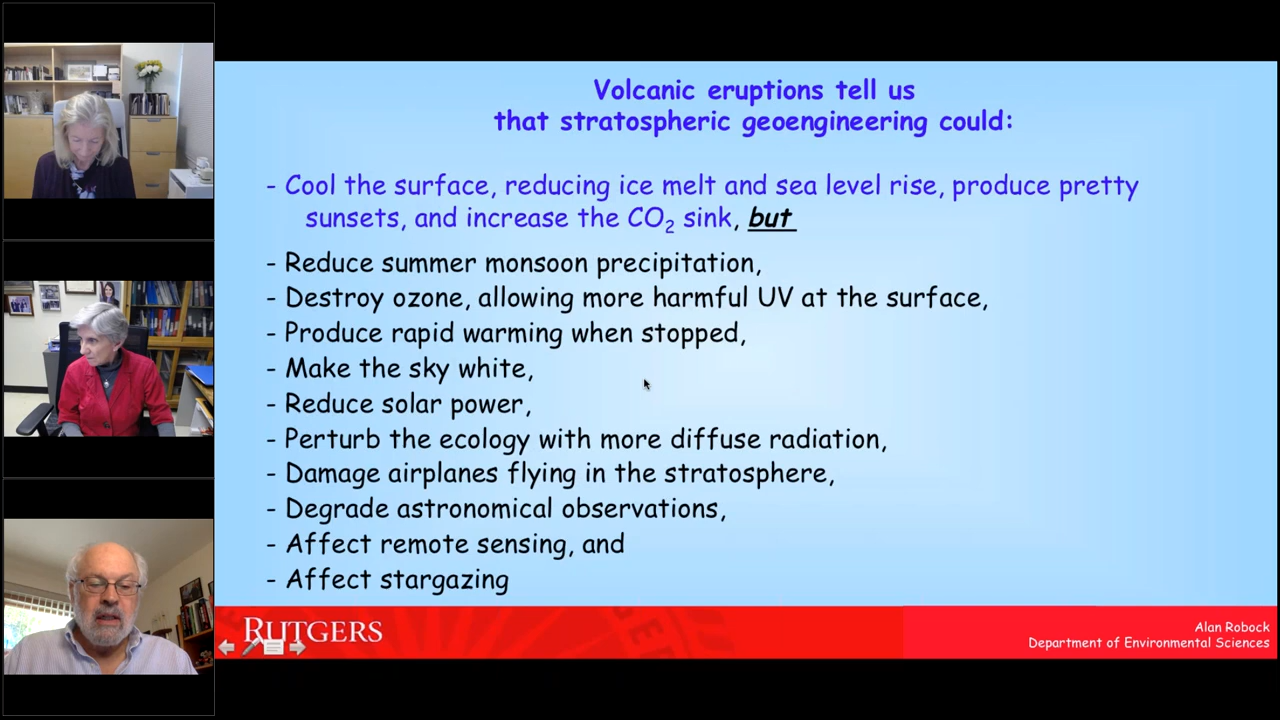 Volcanic eruptions tell us
that stratospheric geoengineering could:
- Cool the surface, reducing ice melt and sea level rise, produce pretty
sunsets, and increase the CO₂ sink, but
- Reduce summer monsoon precipitation,
- Destroy ozone, allowing more harmful UV at the surface,
- Produce rapid warming when stopped,
- Make the sky white,
- Reduce solar power,
- Perturb the ecology with more diffuse radiation,
- Damage airplanes flying in the stratosphere,
- Degrade astronomical observations,
- Affect remote sensing, and
- Affect stargazing
RUTGERS
Alan Robock
Department of Environmental Sciences